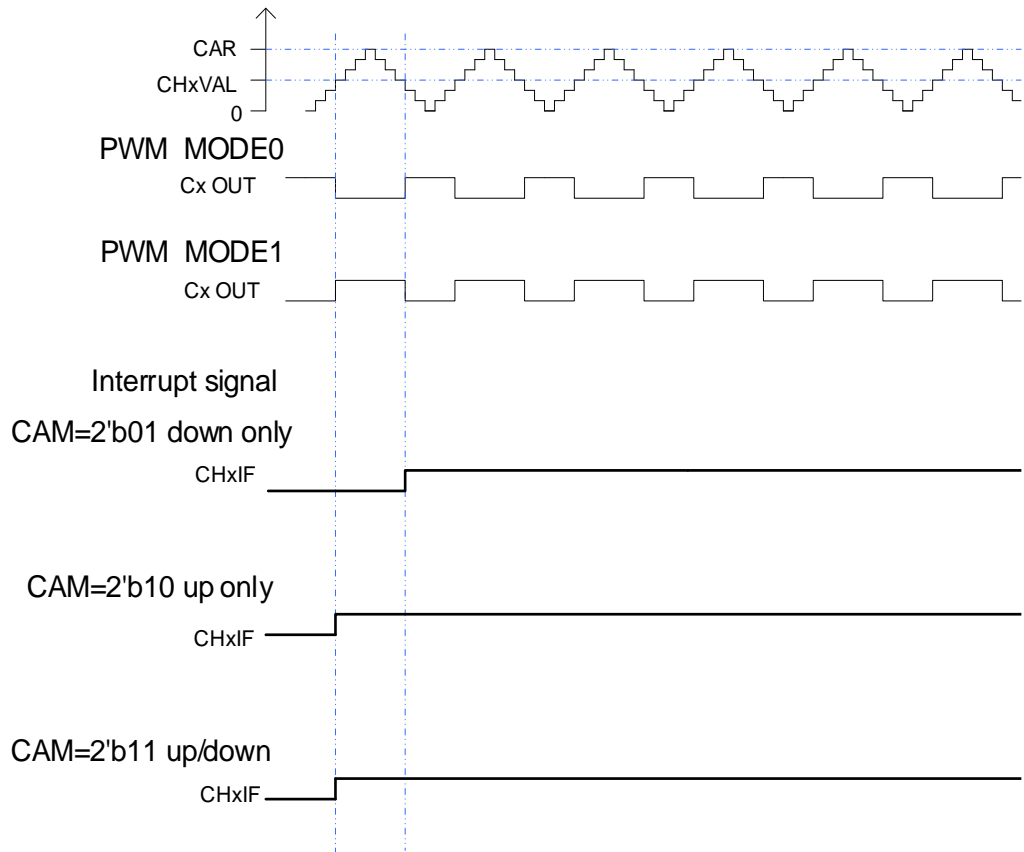 CAR
CHxVAL
0
PWM MODE0
Cx OUT
PWM MODE1
Cx OUT
Interrupt signal
CAM=2'b01 down only
CHxIF
CAM=2'b10 up only
CHxIF
CAM=2'b11 up/down
CHxIF